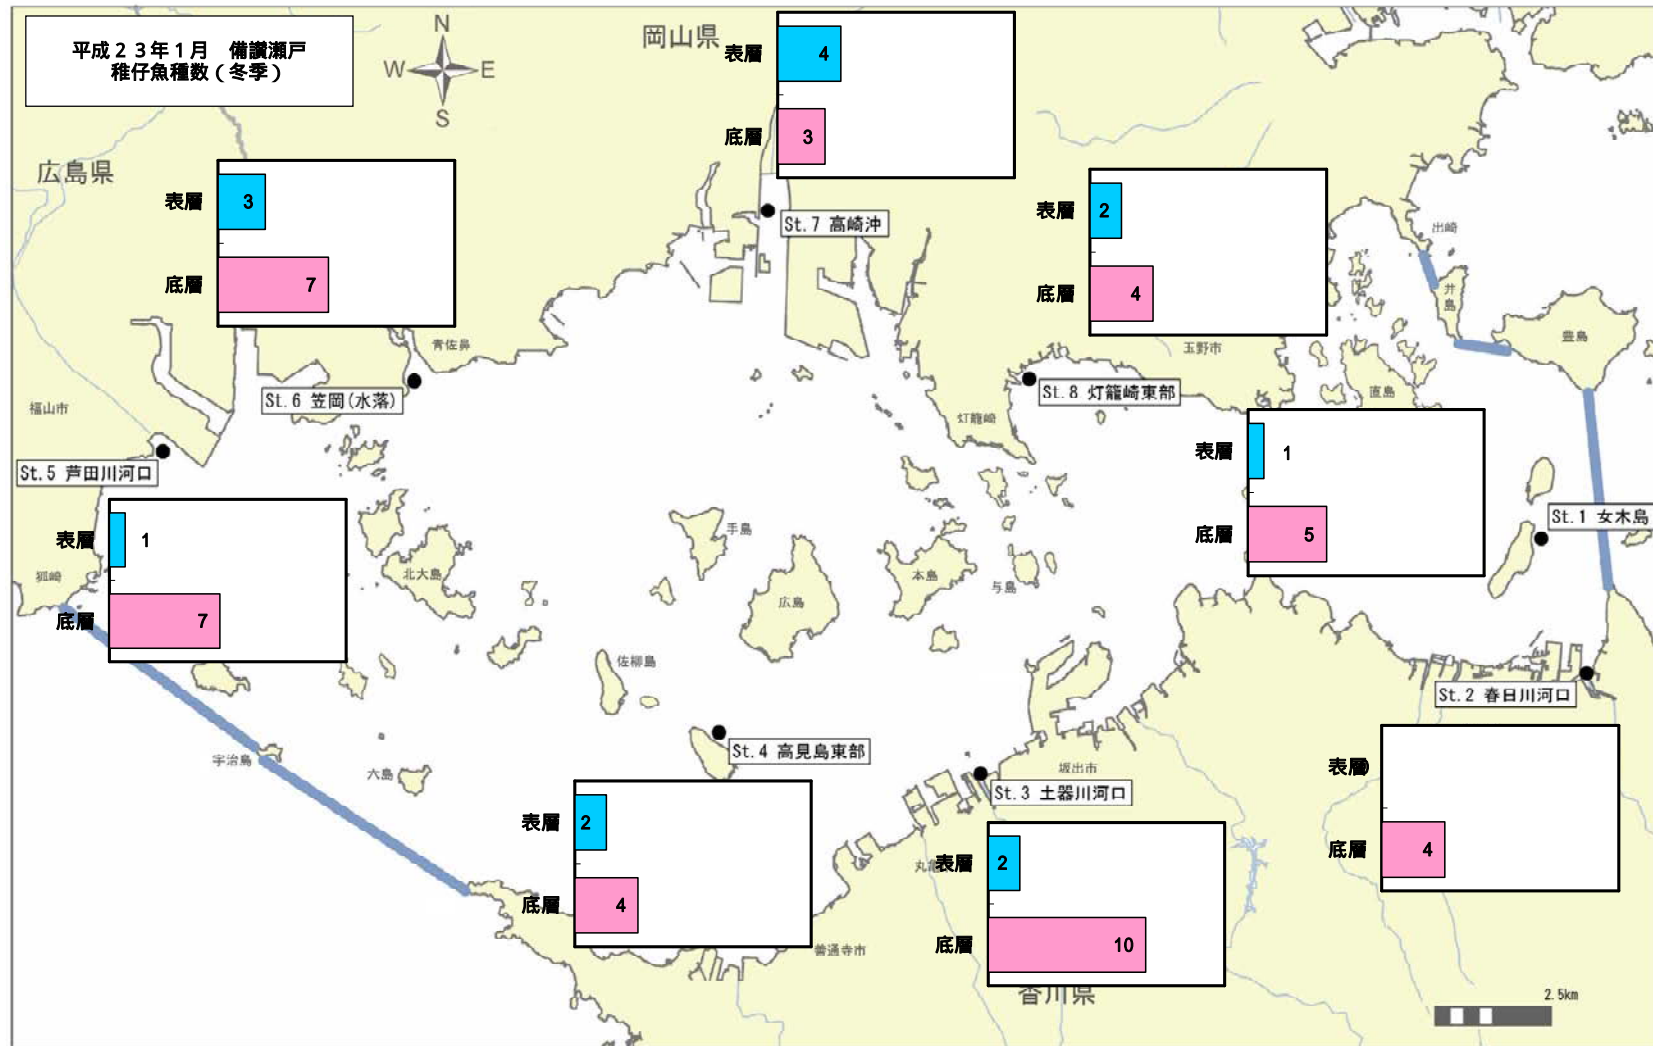 平成２３年１月　備讃瀬戸
稚仔魚種数（冬季）
N
W
E
S
岡山県
広島県
香川県
表層
4
底層
3
St.7 高崎沖
表層
3
底層
7
青佐鼻
St.6 笠岡(水落)
表層
2
底層
4
玉野市
St.8 灯籠崎東部
灯籠崎
出崎
井島
豊島
直島
福山市
St.5 芦田川河口
表層
1
底層
7
狐崎
表層
1
底層
5
St.1 女木島
手島
北大島
広島
本島
与島
佐柳島
宇治島
六島
St.4 高見島東部
表層
2
底層
4
坂出市
St.3 土器川河口
丸亀
表層
2
底層
10
善通寺市
St.2 春日川河口
表層
0
底層
4
2.5km